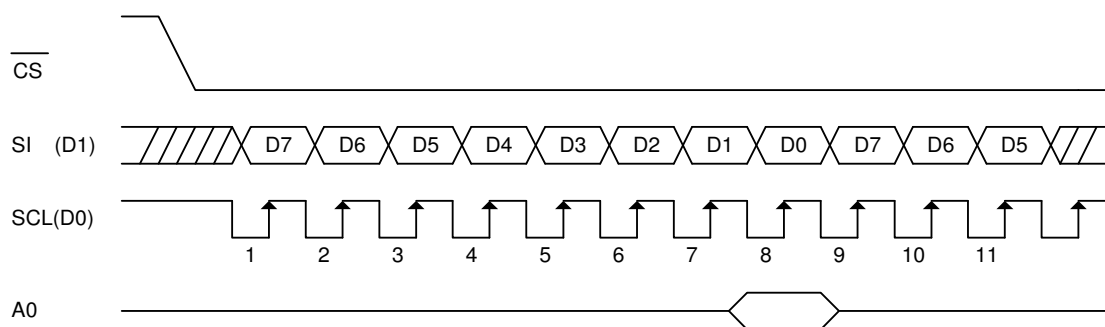 CS
SI (D1) D7 D6 D5 D4 D3 D2 D1 D0 D7 D6 D5
SCL(D0)
1 2 3 4 5 6 7 8 9 10 11
A0